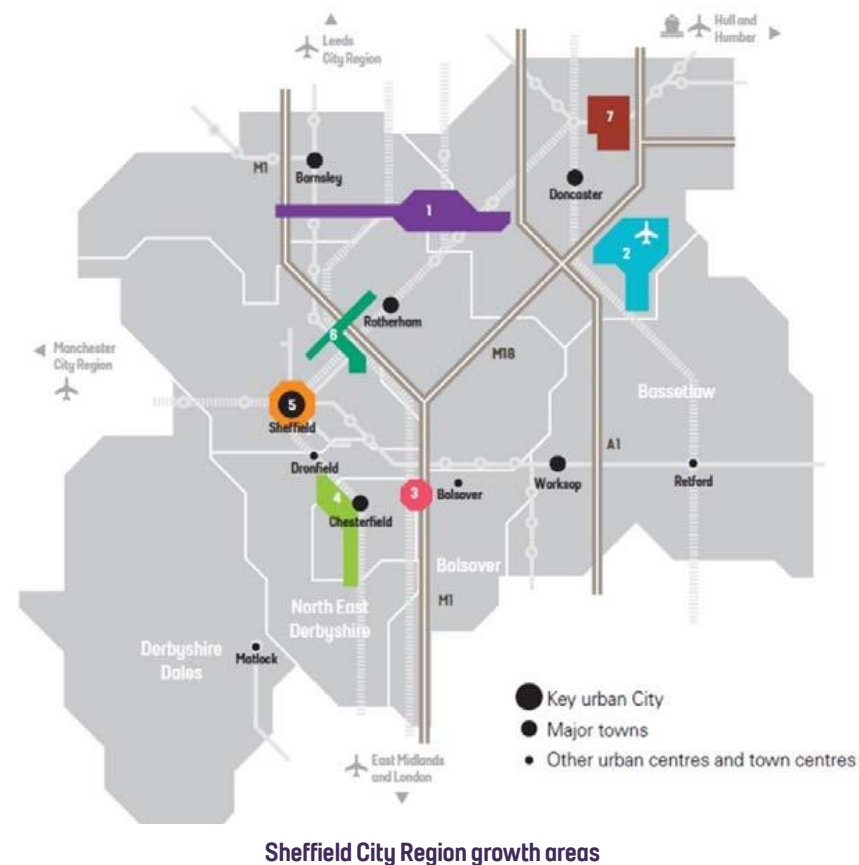 Leeds
City Region
Hull and
Humber
7
M1
Barnsley
Doncaster
1
2
Rotherham
6
Manchester
City Region
M18
Bassetlaw
5
Sheffield
A1
Dronfield
Worksop
Retford
4
3
Bolsover
Chesterfield
Bolsover
M1
North East
Derbyshire
Derbyshire
Dales
Matlock
Key urban City
Major towns
Other urban centres and town centres
East Midlands
and London
Sheffield City Region growth areas